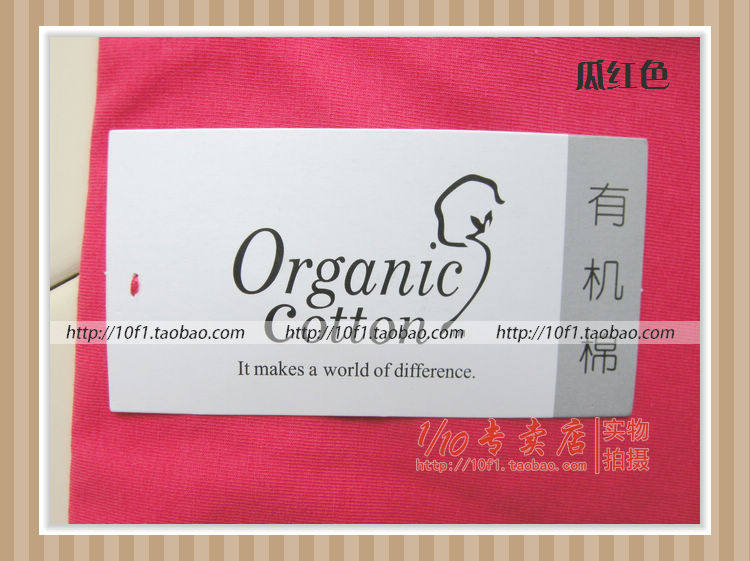 瓜红色
Organic
cotton
It makes a world of difference.
有机棉
http://10f1.taobao.com http://10f1.taobao.com http://10f1.taobao.com
1/10专卖店
http://10f1.taobao.com
实物
拍摄